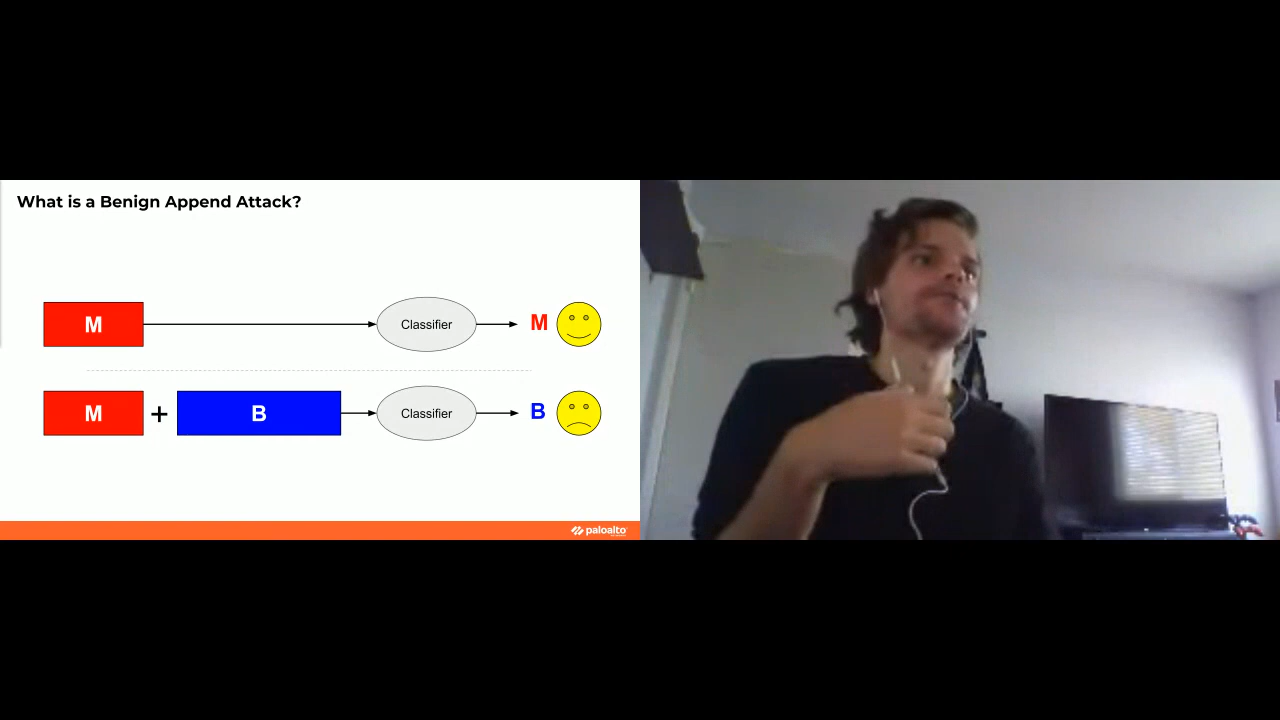 What is a Benign Append Attack?
M
Classifier
M
M
+
B
Classifier
B
paloalto